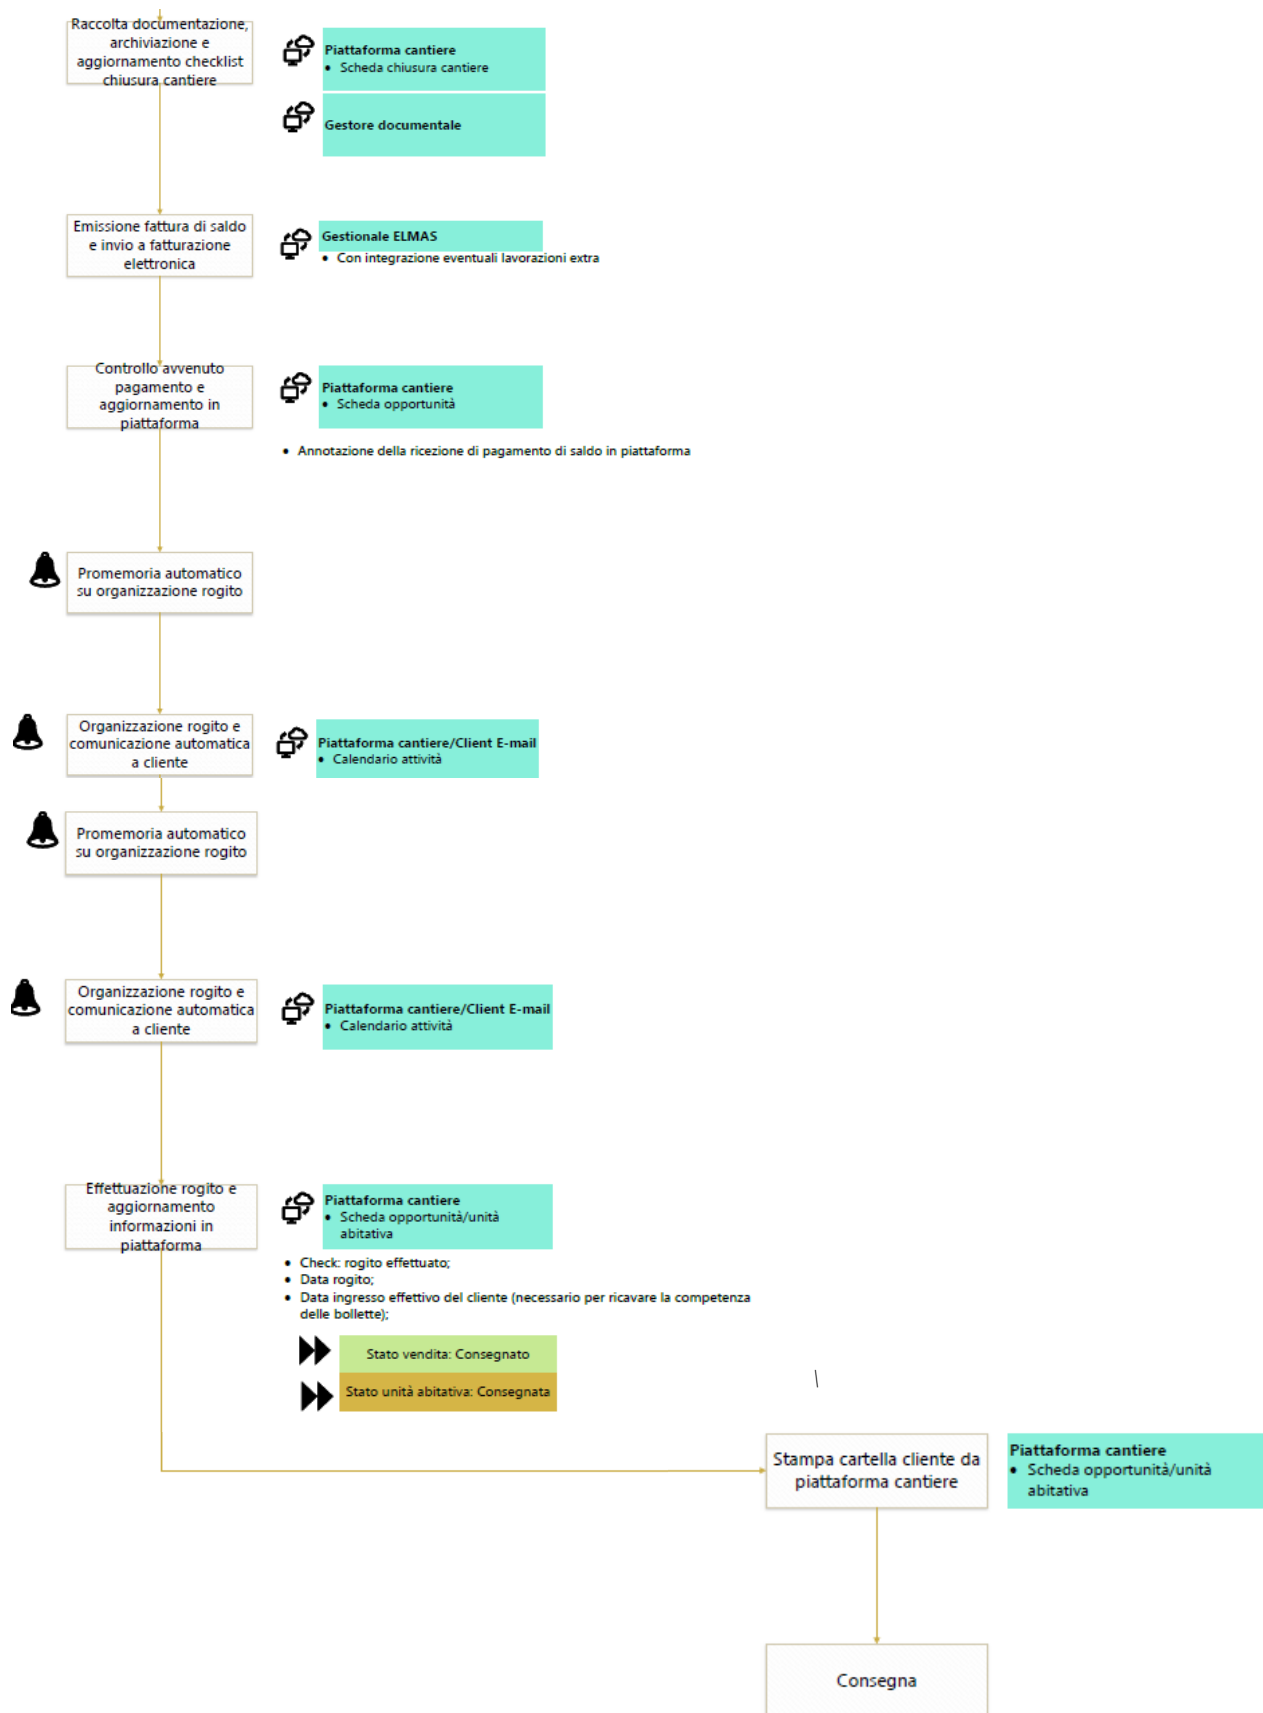 Raccolta documentazione,
archiviazione e
aggiornamento checklist
chiusura cantiere
Piattaforma cantiere
• Scheda chiusura cantiere
Gestore documentale
Emissione fattura di saldo
e invio a fatturazione
elettronica
Gestionale ELMAS
• Con integrazione eventuali lavorazioni extra
Controllo avvenuto
pagamento e
aggiornamento in
piattaforma
Piattaforma cantiere
• Scheda opportunità
• Annotazione della ricezione di pagamento di saldo in piattaforma
Promemoria automatico
su organizzazione rogito
Organizzazione rogito e
comunicazione automatica
a cliente
Piattaforma cantiere/Client E-mail
• Calendario attività
Promemoria automatico
su organizzazione rogito
Organizzazione rogito e
comunicazione automatica
a cliente
Piattaforma cantiere/Client E-mail
• Calendario attività
Effettuazione rogito e
aggiornamento
informazioni in
piattaforma
Piattaforma cantiere
• Scheda opportunità/unità
abitativa
• Check: rogito effettuato;
• Data rogito;
• Data ingresso effettivo del cliente (necessario per ricavare la competenza
delle bollette);
Stato vendita: Consegnato
Stato unità abitativa: Consegnata
\
Stampa cartella cliente da
piattaforma cantiere
Piattaforma cantiere
• Scheda opportunità/unità
abitativa
Consegna